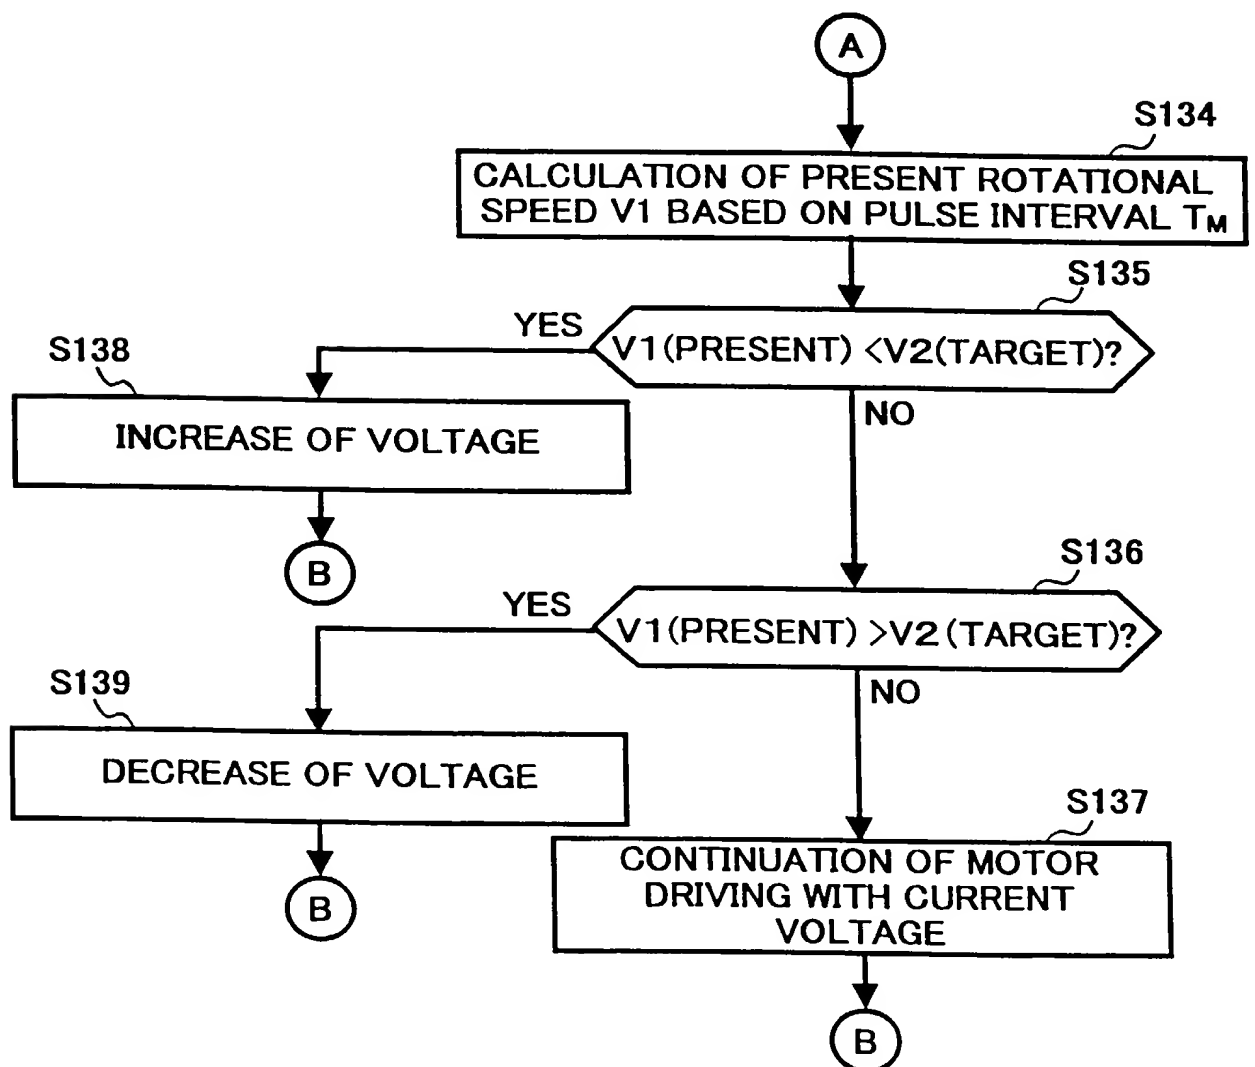 A
S134
CALCULATION OF PRESENT ROTATIONAL
SPEED V1 BASED ON PULSE INTERVAL TM
S135
V1(PRESENT) <V2(TARGET)?
YES
NO
S138
INCREASE OF VOLTAGE
B
S136
V1(PRESENT) >V2(TARGET)?
YES
NO
S139
DECREASE OF VOLTAGE
B
S137
CONTINUATION OF MOTOR
DRIVING WITH CURRENT
VOLTAGE
B